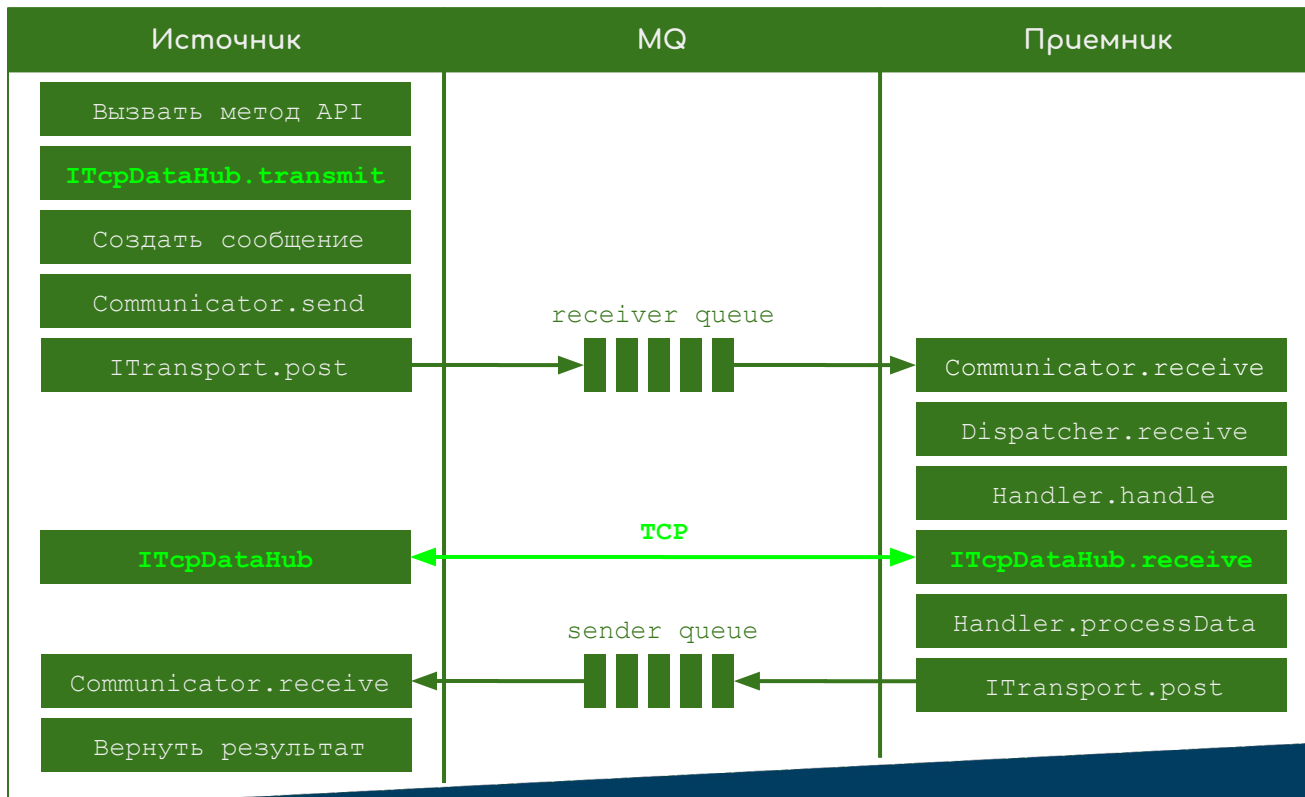 Источник
MQ
Приемник
Вызвать метод API
ITcpDataHub.transmit
Создать сообщение
Communicator.send
receiver queue
ITransport.post
Communicator.receive
Dispatcher.receive
Handler.handle
TCP
ITcpDataHub
ITcpDataHub.receive
Handler.processData
sender queue
Communicator.receive
ITransport.post
Вернуть результат